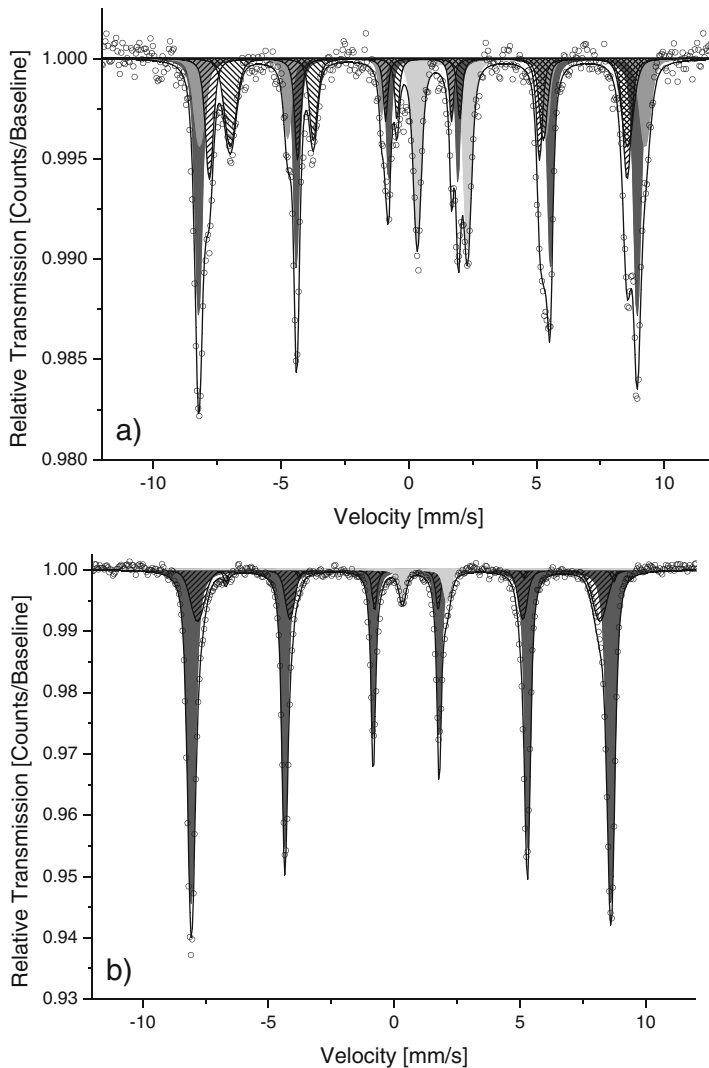 Relative Transmission [Counts/Baseline]
1.000
0.995
0.990
0.985
0.980
a)
-10 -5 0 5 10
Velocity [mm/s]
Relative Transmission [Counts/Baseline]
1.00
0.99
0.98
0.97
0.96
0.95
0.94
0.93
b)
-10 -5 0 5 10
Velocity [mm/s]